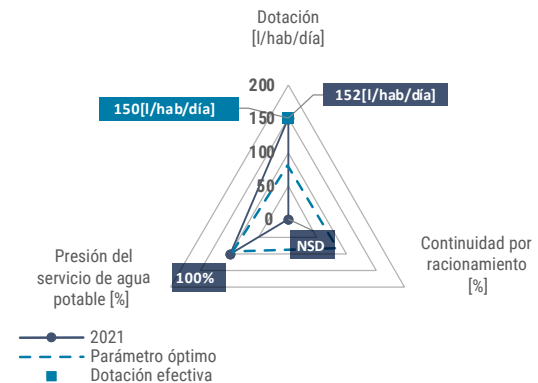 Dotación
[l/hab/día]
200
150[l/hab/día]
152[l/hab/día]
150
100
50
0
NSD
Continuidad por
racionamiento
[%]
Presión del
servicio de agua
potable [%]
100%
2021
Parámetro óptimo
Dotación efectiva